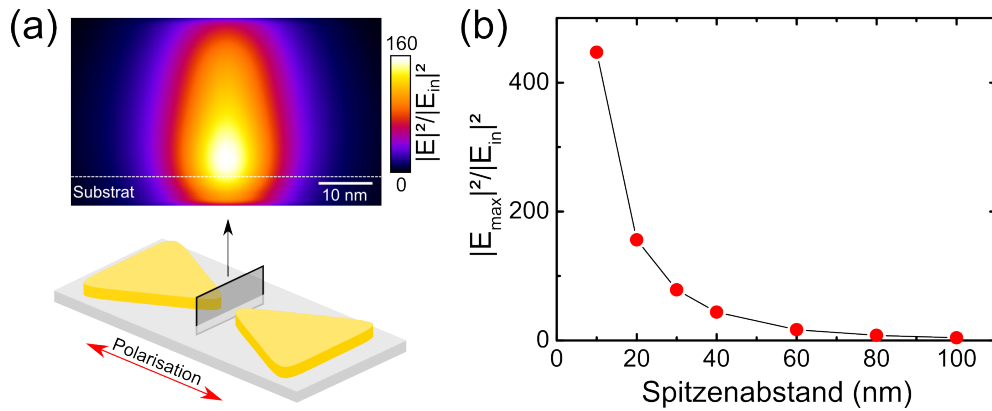 (a)
160
|E|²/|E_in|²
0
Substrat
10 nm
Polarisation
(b)
|E_max|²/|E_in|²
400
200
0
0 20 40 60 80 100
Spitzenabstand (nm)